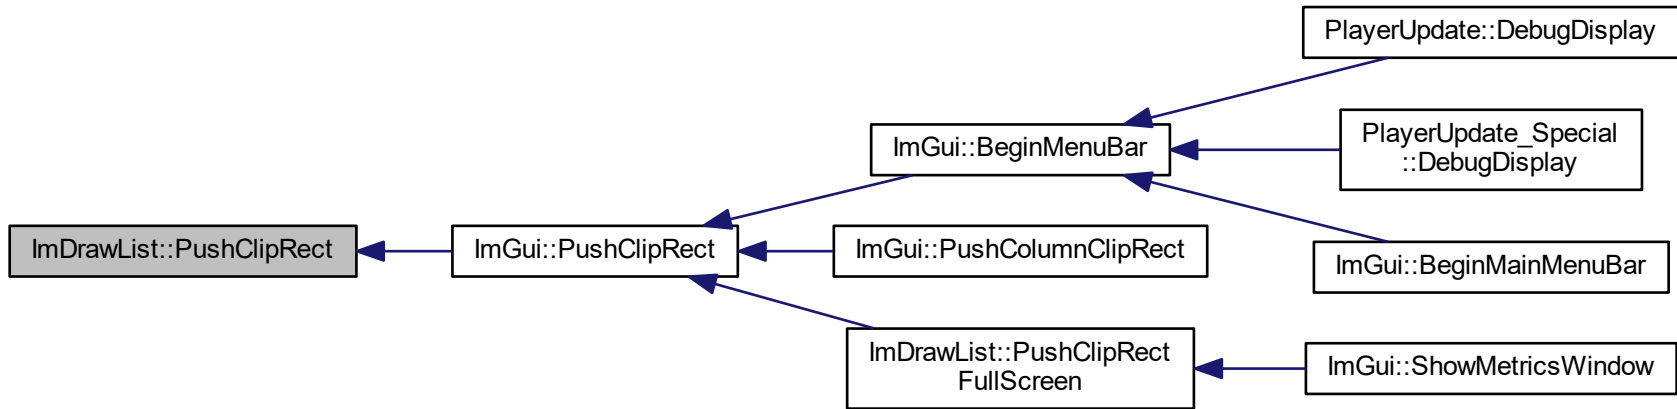 PlayerUpdate::DebugDisplay
PlayerUpdate_Special
::DebugDisplay
ImGui::BeginMenuBar
ImDrawList::PushClipRect
ImGui::PushClipRect
ImGui::PushColumnClipRect
ImGui::BeginMainMenuBar
ImDrawList::PushClipRect
FullScreen
ImGui::ShowMetricsWindow